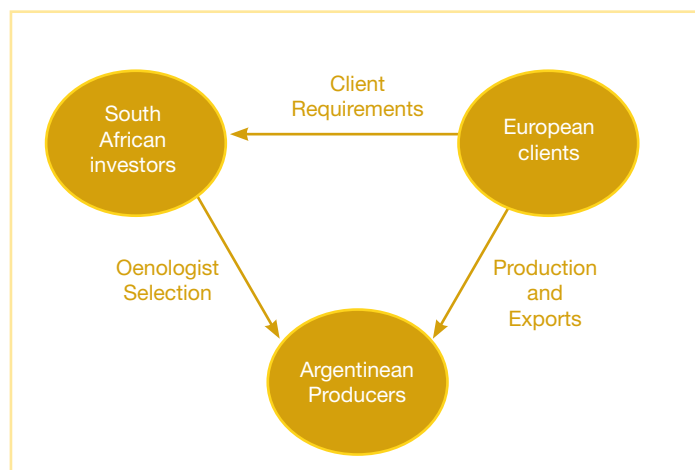 South
African
investors
Client
Requirements
European
clients
Oenologist
Selection
Production
and
Exports
Argentinean
Producers